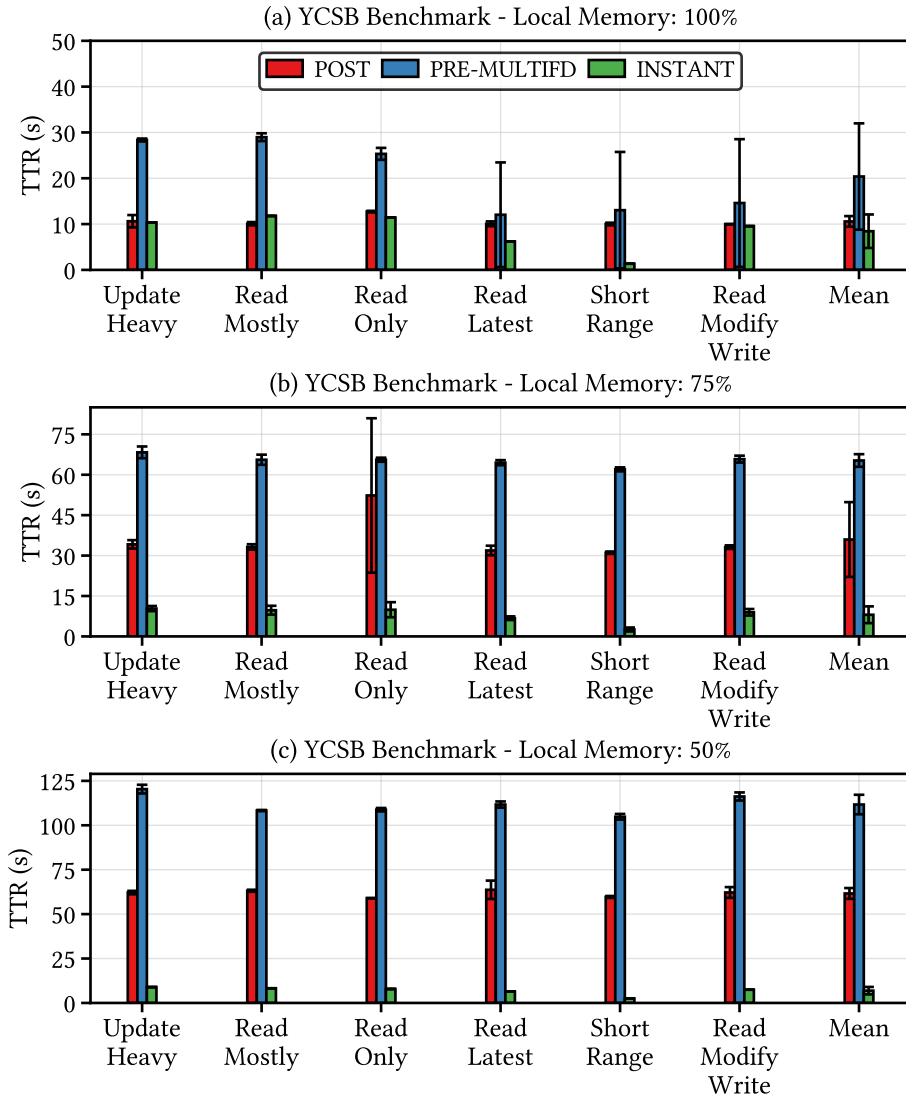 (a) YCSB Benchmark - Local Memory: 100%
50
40
30
20
10
0
TTR (s)
POST PRE-MULTIFD INSTANT
Update Heavy
Read Mostly
Read Only
Read Latest
Short Range
Read Modify Write
Mean
(b) YCSB Benchmark - Local Memory: 75%
75
60
45
30
15
0
TTR (s)
Update Heavy
Read Mostly
Read Only
Read Latest
Short Range
Read Modify Write
Mean
(c) YCSB Benchmark - Local Memory: 50%
125
100
75
50
25
0
TTR (s)
Update Heavy
Read Mostly
Read Only
Read Latest
Short Range
Read Modify Write
Mean